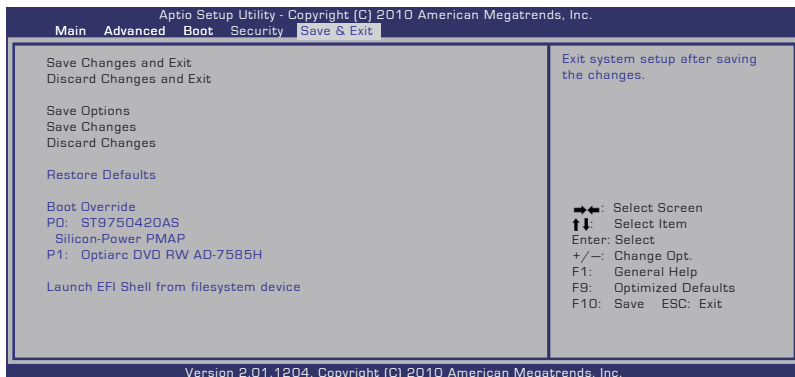 Aptio Setup Utility - Copyright (C) 2010 American Megatrends, Inc.
Main Advanced Boot Security Save & Exit
Save Changes and Exit
Discard Changes and Exit
Save Options
Save Changes
Discard Changes
Restore Defaults
Boot Override
P0: ST9750420AS
Silicon-Power PMAP
P1: Optiarc DVD RW AD-7585H
Launch EFI Shell from filesystem device
Exit system setup after saving
the changes.
→←: Select Screen
↑↓: Select Item
Enter: Select
+/—: Change Opt.
F1: General Help
F9: Optimized Defaults
F10: Save ESC: Exit
Version 2.01.1204. Copyright (C) 2010 American Megatrends, Inc.